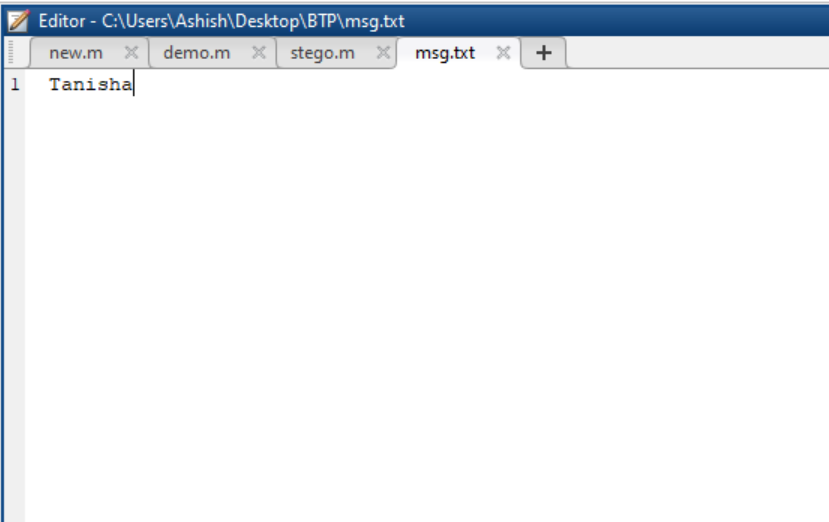 Editor - C:\Users\Ashish\Desktop\BTP\msg.txt
new.m demo.m stego.m msg.txt +
1 Tanisha